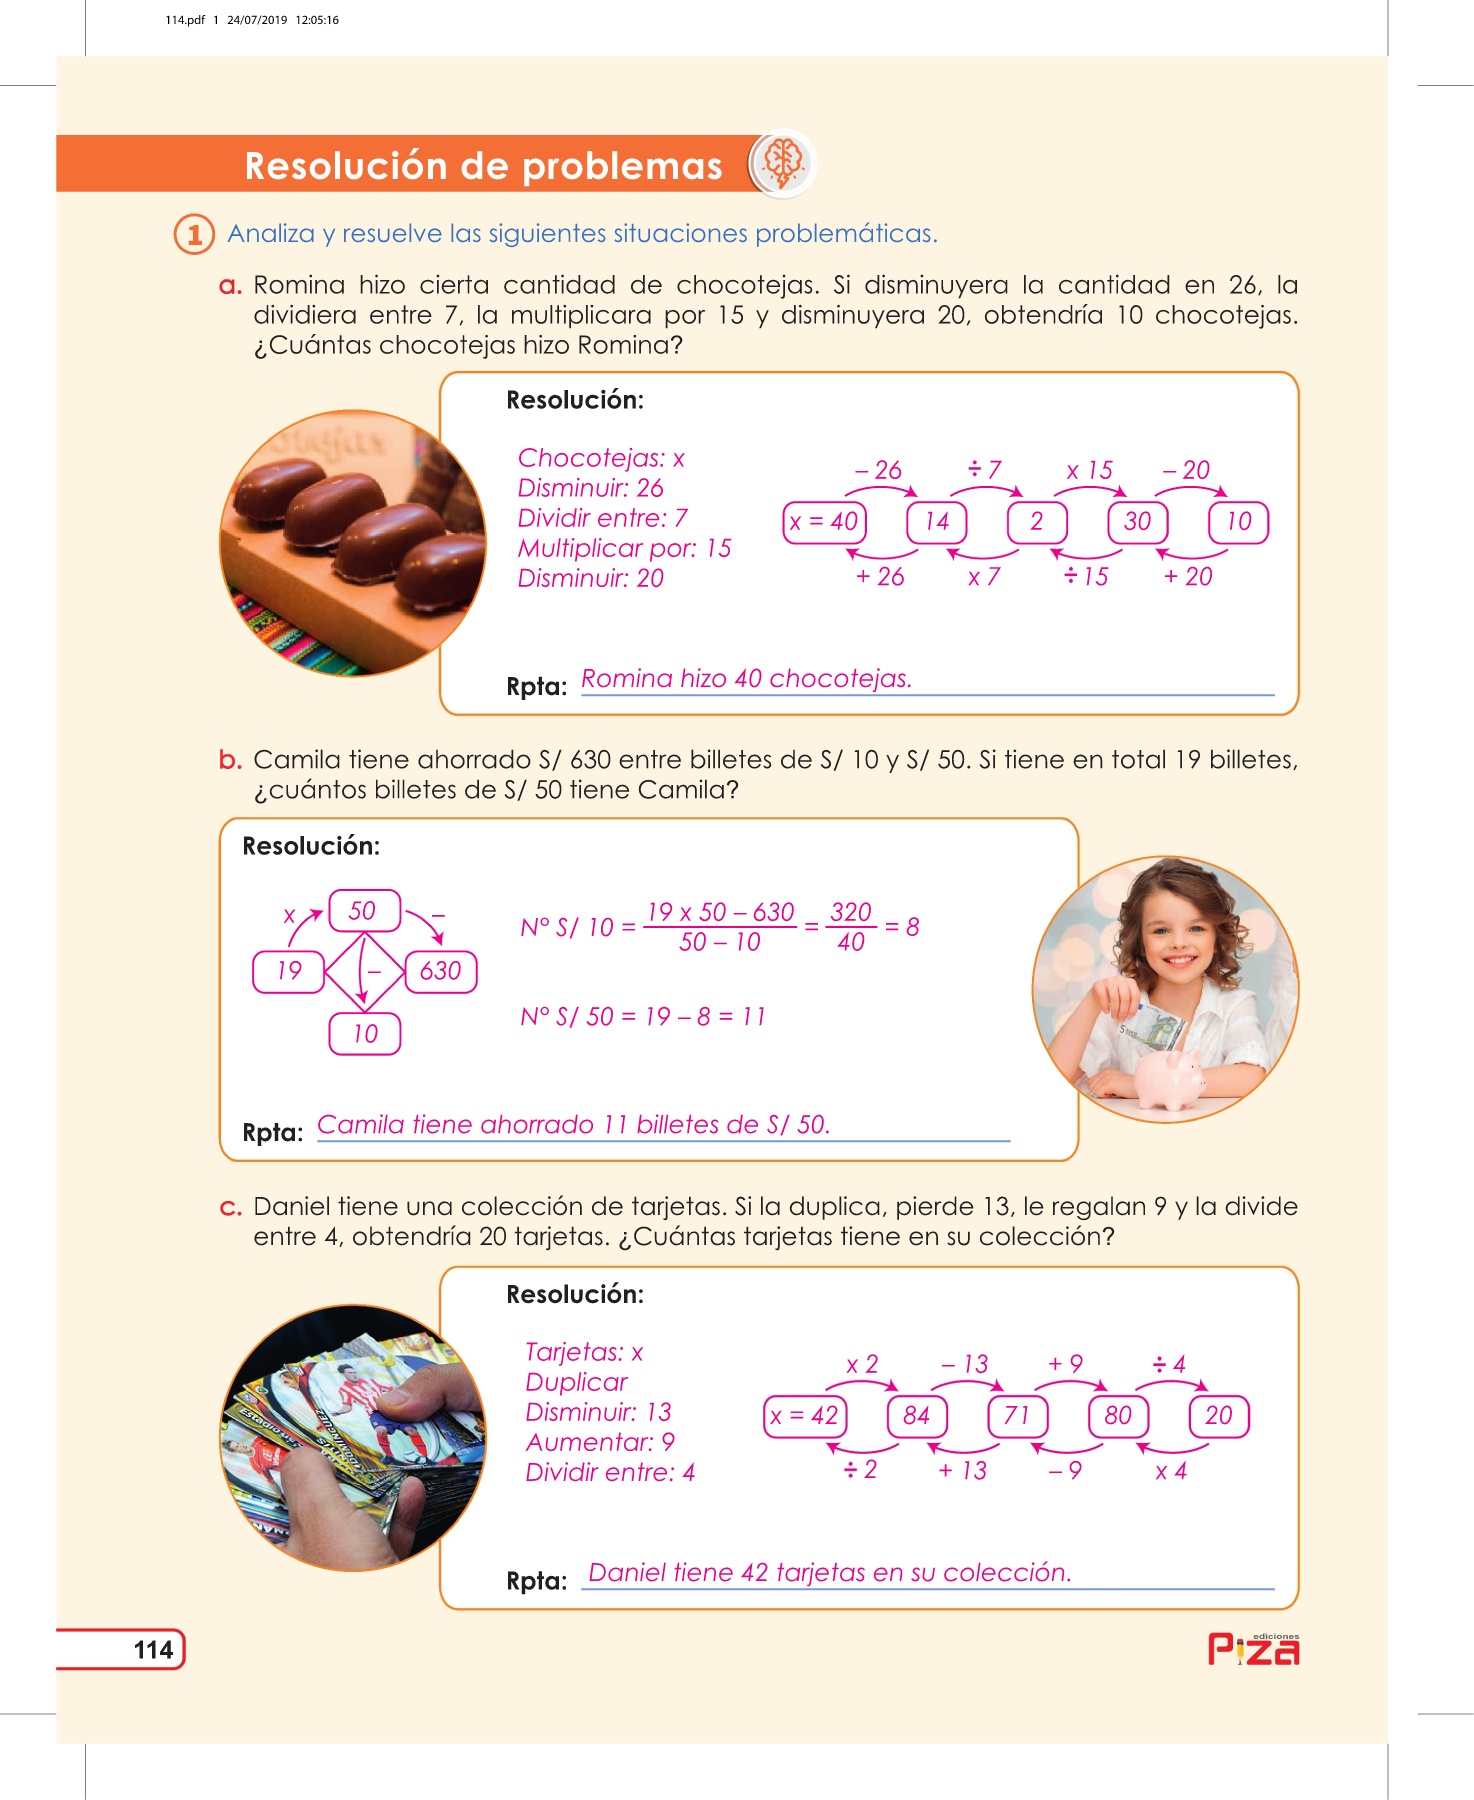 114.pdf 1 24/07/2019 12:05:16
Resolución de problemas
1 Analiza y resuelve las siguientes situaciones problemáticas.
a. Romina hizo cierta cantidad de chocotejas. Si disminuyera la cantidad en 26, la
dividiera entre 7, la multiplicara por 15 y disminuyera 20, obtendría 10 chocotejas.
¿Cuántas chocotejas hizo Romina?
Resolución:
Chocotejas: x
Disminuir: 26
Dividir entre: 7
Multiplicar por: 15
Disminuir: 20
– 26 ÷ 7 x 15 – 20
x = 40 14 2 30 10
+ 26 x 7 ÷ 15 + 20
Rpta: Romina hizo 40 chocotejas.
b. Camila tiene ahorrado S/ 630 entre billetes de S/ 10 y S/ 50. Si tiene en total 19 billetes,
¿cuántos billetes de S/ 50 tiene Camila?
Resolución:
x 50 –
19 – 630
10
N° S/ 10 = 19 x 50 – 630 / 50 – 10 = 320 / 40 = 8
N° S/ 50 = 19 – 8 = 11
5
Rpta: Camila tiene ahorrado 11 billetes de S/ 50.
c. Daniel tiene una colección de tarjetas. Si la duplica, pierde 13, le regalan 9 y la divide
entre 4, obtendría 20 tarjetas. ¿Cuántas tarjetas tiene en su colección?
Resolución:
Tarjetas: x
Duplicar
Disminuir: 13
Aumentar: 9
Dividir entre: 4
x 2 – 13 + 9 ÷ 4
x = 42 84 71 80 20
÷ 2 + 13 – 9 x 4
Rpta: Daniel tiene 42 tarjetas en su colección.
114
ediciones
Piza